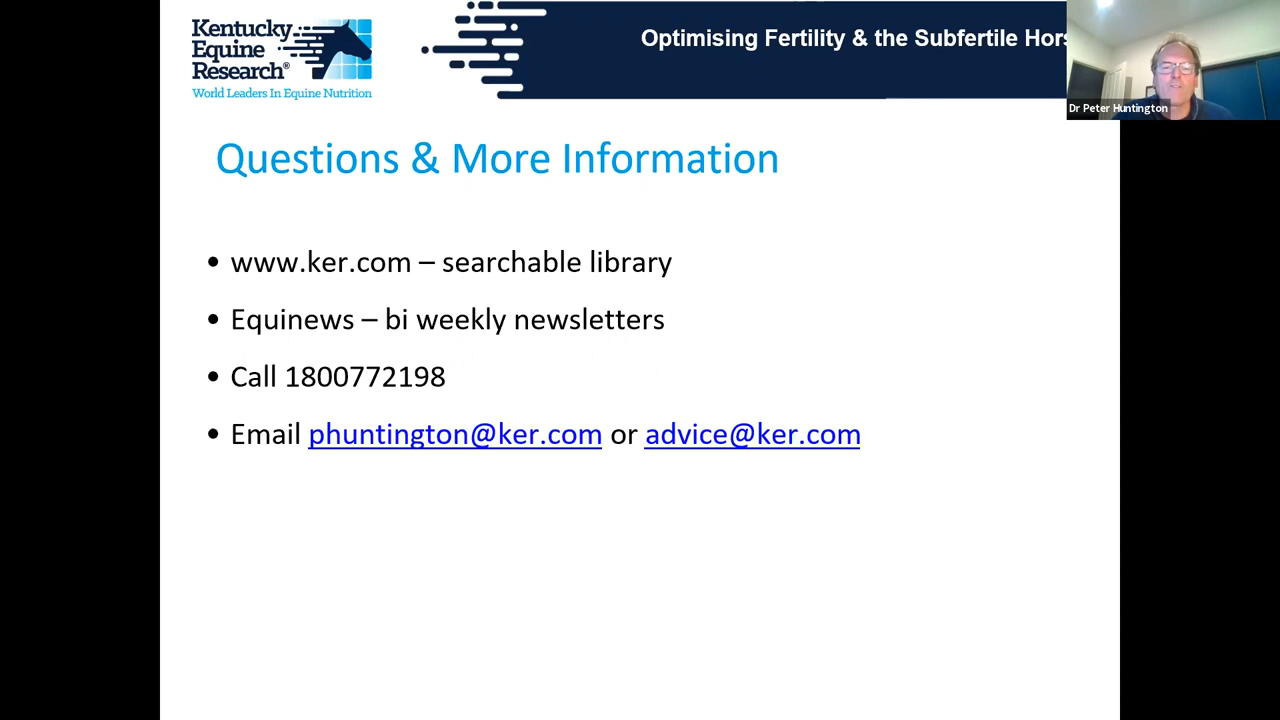 Kentucky
Equine
Research®
World Leaders In Equine Nutrition
Optimising Fertility & the Subfertile
Dr Peter Huntington
Questions & More Information
• www.ker.com – searchable library
• Equinews – bi weekly newsletters
• Call 1800772198
• Email phuntington@ker.com or advice@ker.com